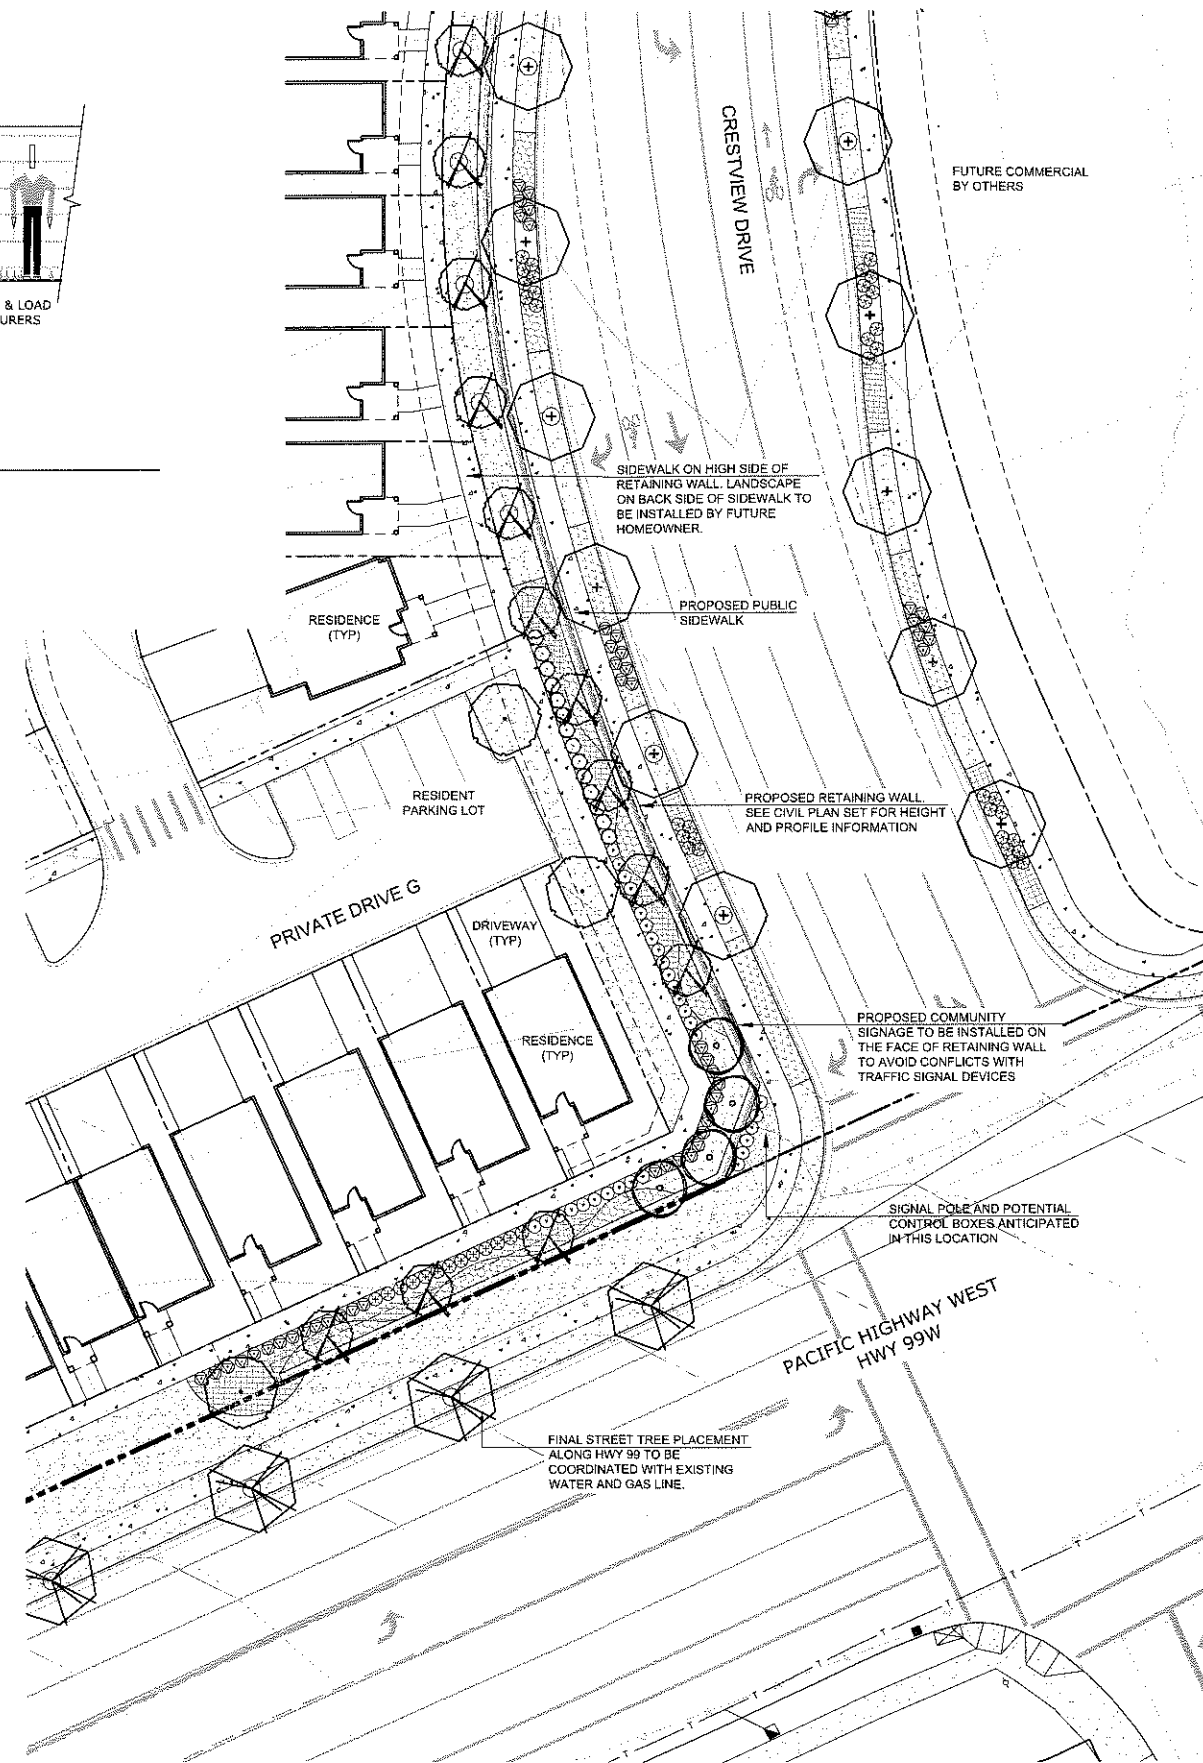 & LOAD
URERS
CRESTVIEW DRIVE
FUTURE COMMERCIAL
BY OTHERS
SIDEWALK ON HIGH SIDE OF
RETAINING WALL. LANDSCAPE
ON BACK SIDE OF SIDEWALK TO
BE INSTALLED BY FUTURE
HOMEOWNER.
RESIDENCE
(TYP)
PROPOSED PUBLIC
SIDEWALK
RESIDENT
PARKING LOT
PROPOSED RETAINING WALL.
SEE CIVIL PLAN SET FOR HEIGHT
AND PROFILE INFORMATION
PRIVATE DRIVE G
DRIVEWAY
(TYP)
RESIDENCE
(TYP)
PROPOSED COMMUNITY
SIGNAGE TO BE INSTALLED ON
THE FACE OF RETAINING WALL
TO AVOID CONFLICTS WITH
TRAFFIC SIGNAL DEVICES
SIGNAL POLE AND POTENTIAL
CONTROL BOXES ANTICIPATED
IN THIS LOCATION
PACIFIC HIGHWAY WEST
HWY 99W
FINAL STREET TREE PLACEMENT
ALONG HWY 99 TO BE
COORDINATED WITH EXISTING
WATER AND GAS LINE.
T
T
T
T
T
T
T